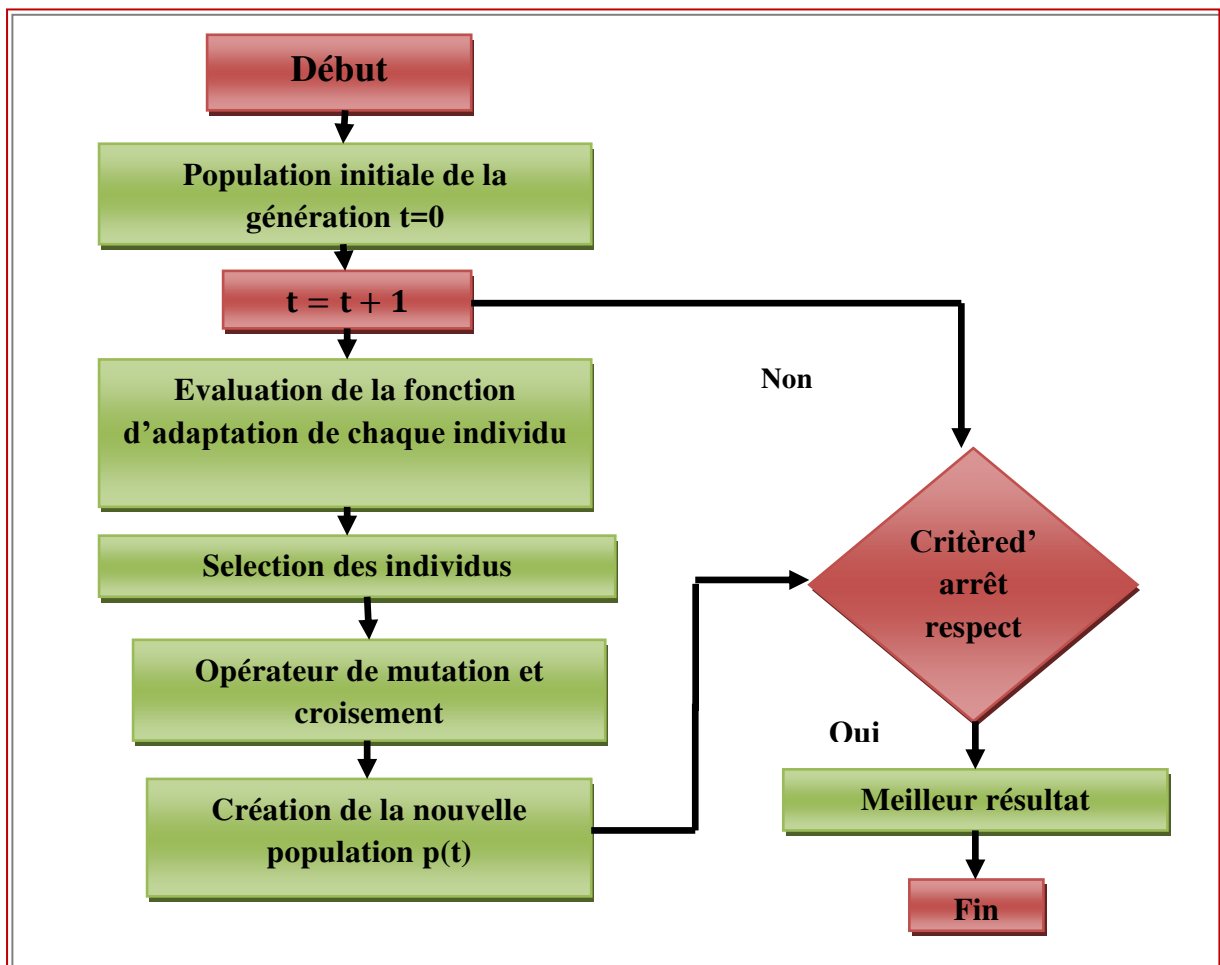 Début
Population initiale de la
génération t=0
t = t + 1
Evaluation de la fonction
d’adaptation de chaque individu
Selection des individus
Opérateur de mutation et
croisement
Création de la nouvelle
population p(t)
Non
Critèred’
arrêt
respect
Oui
Meilleur résultat
Fin